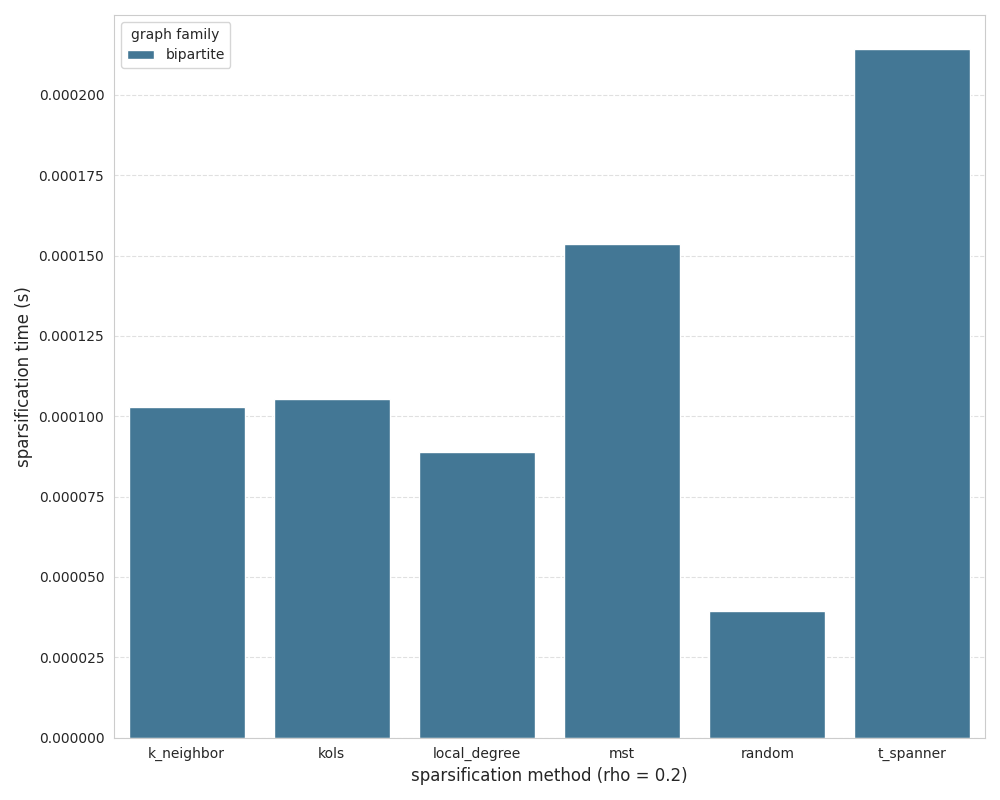 graph family
bipartite
0.000200
0.000175
0.000150
0.000125
0.000100
0.000075
0.000050
0.000025
0.000000
sparsification time (s)
k_neighbor
kols
local_degree
mst
random
t_spanner
sparsification method (rho = 0.2)